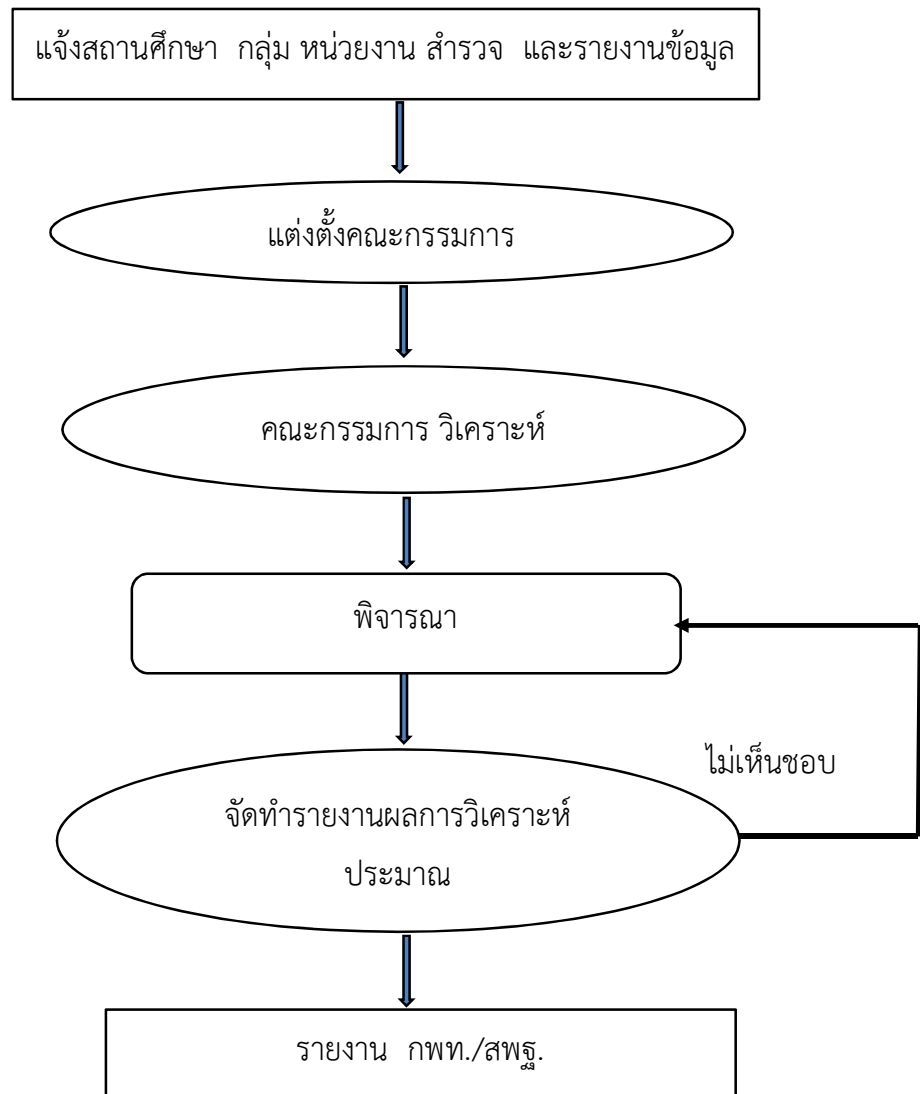 แจ้งสถานศึกษา กลุ่ม หน่วยงาน สำรวจ และรายงานข้อมูล
แต่งตั้งคณะกรรมการ
คณะกรรมการ วิเคราะห์
พิจารณา
ไม่เห็นชอบ
จัดทำรายงานผลการวิเคราะห์
ประมาณ
รายงาน กพท./สพฐ.